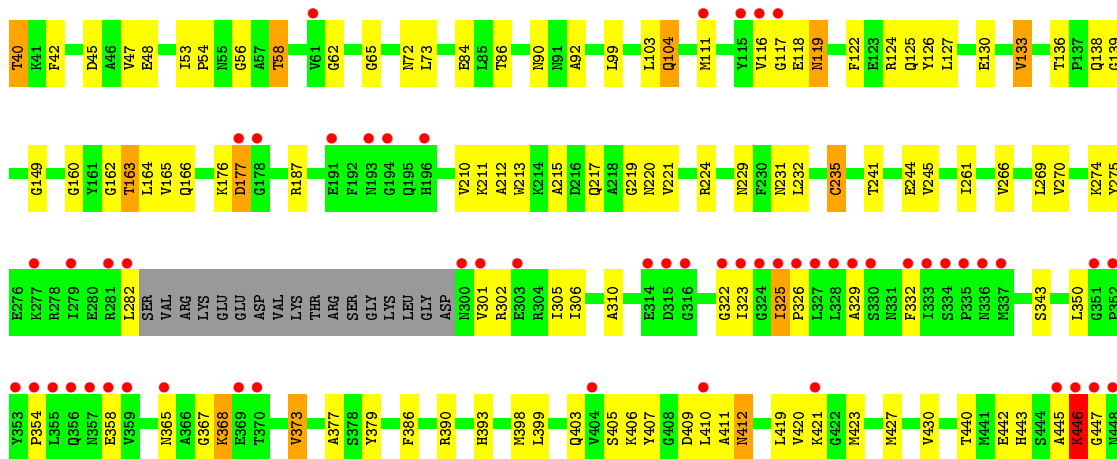 T40 K41 F42 D45 A46 V47 E48 I53 P54 N55 G56 A57 T58 V61 G62 G65 N72 L73 E84 L85 T86 N90 N91 A92 L99 L103 Q104 M111 Y115 V116 G117 E118 N119 F122 E123 R124 Q125 Y126 L127 E130 V133 T136 P137 Q138 G139
G149 G160 Y161 G162 T163 L164 V165 Q166 K176 D177 G178 R187 E191 F192 N193 G194 Q195 H196 V210 K211 A212 W213 K214 A215 D216 Q217 A218 G219 N220 V221 R224 N229 F230 N231 L232 C235 T241 E244 V245 I261 V266 L269 V270 K274 Y275
E276 K277 R278 I279 E280 R281 L282 SER VAL ARG LYS GLU GLU ASP VAL LYS THR ARG SER GLY LYS LEU GLY ASP N300 V301 R302 E303 R304 I305 I306 A310 E314 D315 G316 G322 I323 G324 I325 P326 L327 L328 A329 S330 N331 F332 I333 S334 P335 N336 M337 S343 L350 G351 P352
Y353 P354 L355 Q356 N357 E358 V359 N365 A366 G367 K368 E369 T370 V373 A377 S378 Y379 F386 R390 H393 M398 L399 Q403 V404 S405 K406 Y407 G408 D409 L410 A411 N412 L419 V420 K421 G422 M423 M427 V430 T440 M441 E442 H443 S444 A445 K446 G447 N448